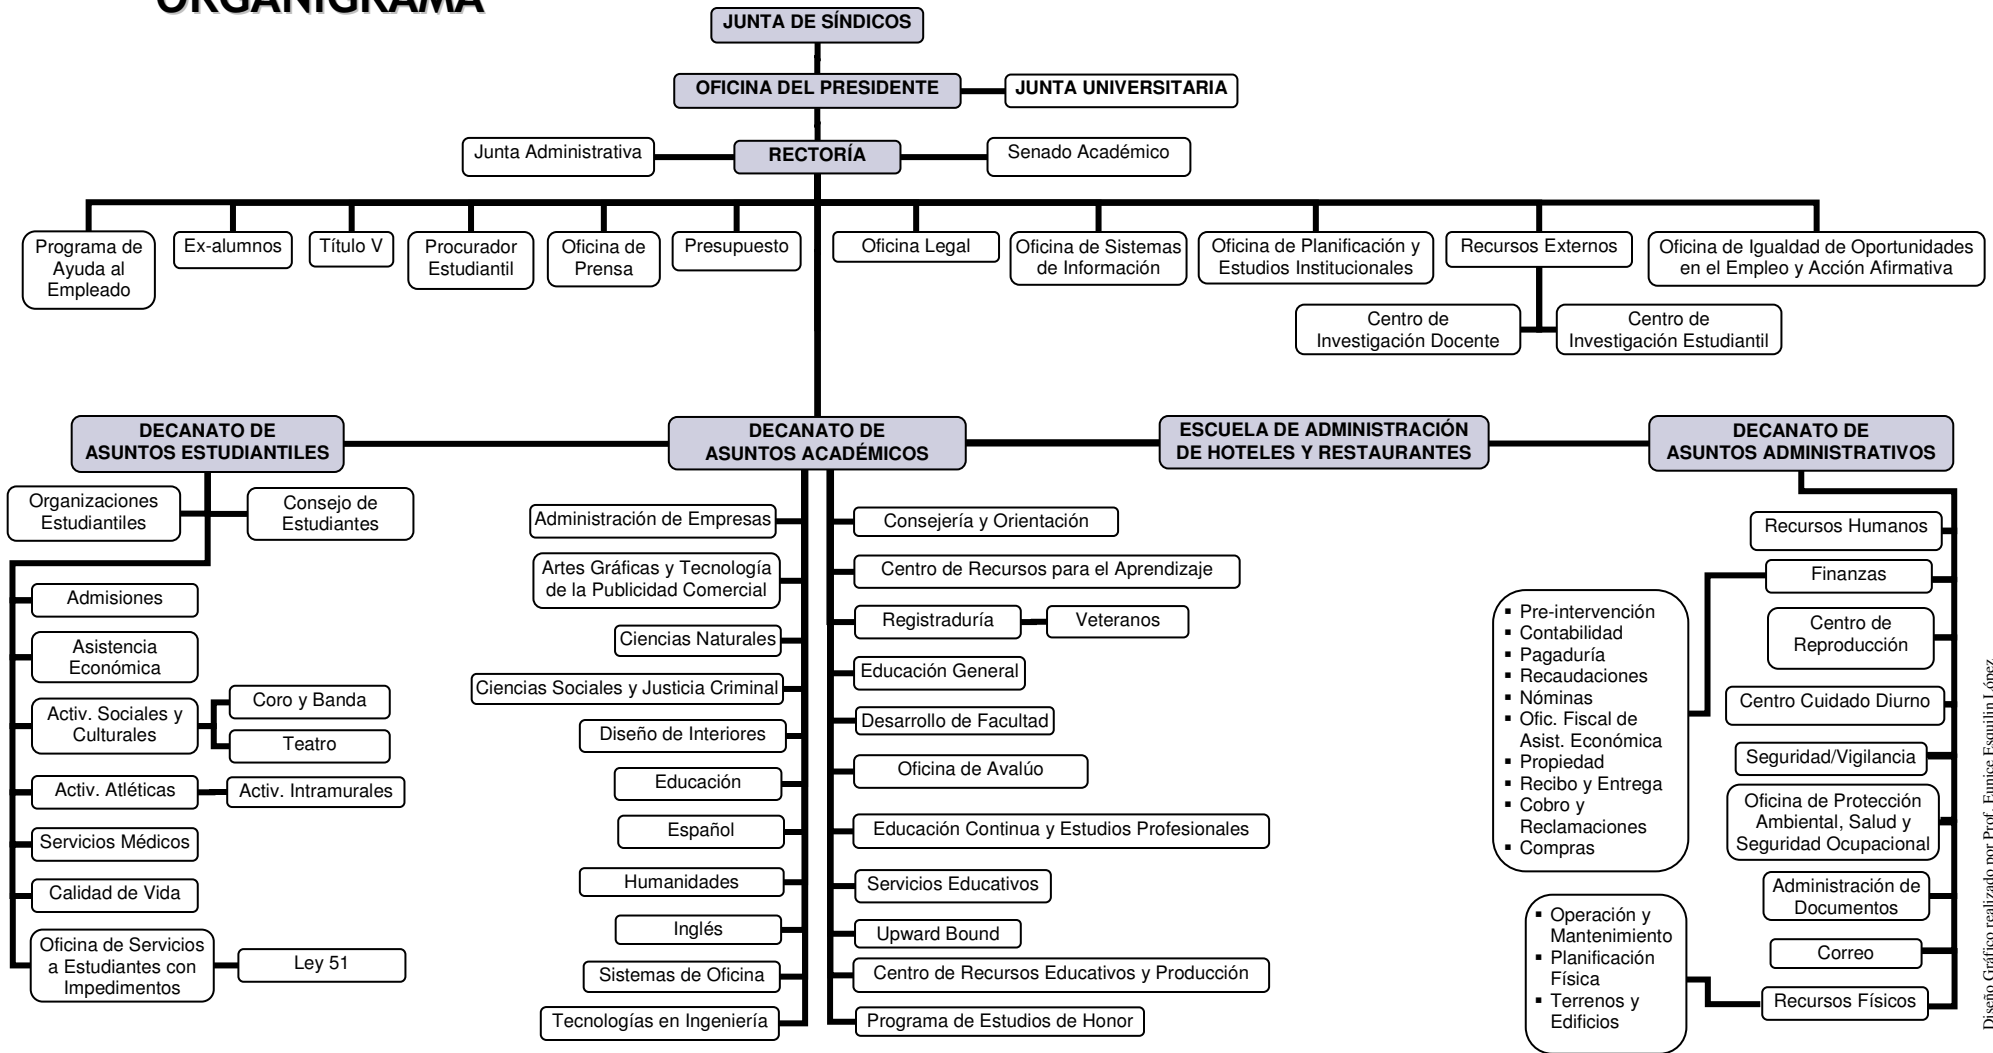 ORGANIGRAMA
JUNTA DE SÍNDICOS
OFICINA DEL PRESIDENTE
JUNTA UNIVERSITARIA
Junta Administrativa
RECTORÍA
Senado Académico
Programa de
Ayuda al
Empleado
Ex-alumnos
Título V
Procurador
Estudiantil
Oficina de
Prensa
Presupuesto
Oficina Legal
Oficina de Sistemas
de Información
Oficina de Planificación y
Estudios Institucionales
Recursos Externos
Oficina de Igualdad de Oportunidades
en el Empleo y Acción Afirmativa
Centro de
Investigación Docente
Centro de
Investigación Estudiantil
DECANATO DE
ASUNTOS ESTUDIANTILES
DECANATO DE
ASUNTOS ACADÉMICOS
ESCUELA DE ADMINISTRACIÓN
DE HOTELES Y RESTAURANTES
DECANATO DE
ASUNTOS ADMINISTRATIVOS
Organizaciones
Estudiantiles
Consejo de
Estudiantes
Admisiones
Asistencia
Económica
Activ. Sociales y
Culturales
Coro y Banda
Teatro
Activ. Atléticas
Activ. Intramurales
Servicios Médicos
Calidad de Vida
Oficina de Servicios
a Estudiantes con
Impedimentos
Ley 51
Administración de Empresas
Artes Gráficas y Tecnología
de la Publicidad Comercial
Ciencias Naturales
Ciencias Sociales y Justicia Criminal
Diseño de Interiores
Educación
Español
Humanidades
Inglés
Sistemas de Oficina
Tecnologías en Ingeniería
Consejería y Orientación
Centro de Recursos para el Aprendizaje
Registraduría
Veteranos
Educación General
Desarrollo de Facultad
Oficina de Avalúo
Educación Continua y Estudios Profesionales
Servicios Educativos
Upward Bound
Centro de Recursos Educativos y Producción
Programa de Estudios de Honor
Recursos Humanos
Finanzas
▪ Pre-intervención
▪ Contabilidad
▪ Pagaduría
▪ Recaudaciones
▪ Nóminas
▪ Ofic. Fiscal de
Asist. Económica
▪ Propiedad
▪ Recibo y Entrega
▪ Cobro y
Reclamaciones
▪ Compras
Centro de
Reproducción
Centro Cuidado Diurno
Seguridad/Vigilancia
Oficina de Protección
Ambiental, Salud y
Seguridad Ocupacional
Administración de
Documentos
Correo
Recursos Físicos
▪ Operación y
Mantenimiento
▪ Planificación
Física
▪ Terrenos y
Edificios
Diseño Gráfico realizado por Prof. Eunice Esquilin López